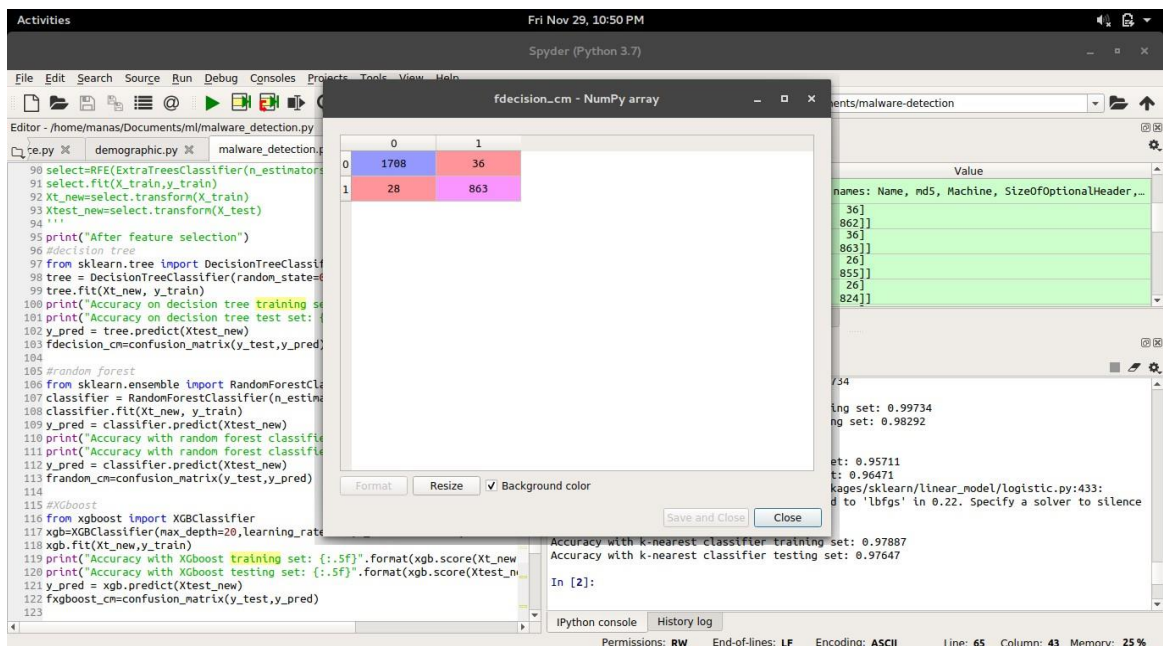 Activities
Fri Nov 29, 10:50 PM
Spyder (Python 3.7)
File Edit Search Source Run Debug Consoles Projects Tools View Help
fdecision_cm - NumPy array
ents/malware-detection
Editor - /home/manas/Documents/ml/malware_detection.py
ce.py demographic.py malware_detection.p
90 select=RFE(ExtraTreesClassifier(n_estimators
91 select.fit(X_train,y_train)
92 Xt_new=select.transform(X_train)
93 Xtest_new=select.transform(X_test)
94 '''
95 print("After feature selection")
96 #decision tree
97 from sklearn.tree import DecisionTreeClassif
98 tree = DecisionTreeClassifier(random_state=0
99 tree.fit(Xt_new, y_train)
100 print("Accuracy on decision tree training se
101 print("Accuracy on decision tree test set: {
102 y_pred = tree.predict(Xtest_new)
103 fdecision_cm=confusion_matrix(y_test,y_pred)
104
105 #random forest
106 from sklearn.ensemble import RandomForestCla
107 classifier = RandomForestClassifier(n_estima
108 classifier.fit(Xt_new, y_train)
109 y_pred = classifier.predict(Xtest_new)
110 print("Accuracy with random forest classifie
111 print("Accuracy with random forest classifie
112 y_pred = classifier.predict(Xtest_new)
113 frandom_cm=confusion_matrix(y_test,y_pred)
114
115 #XGboost
116 from xgboost import XGBClassifier
117 xgb=XGBClassifier(max_depth=20,learning_rate
118 xgb.fit(Xt_new,y_train)
119 print("Accuracy with XGboost training set: {:.5f}".format(xgb.score(Xt_new
120 print("Accuracy with XGboost testing set: {:.5f}".format(xgb.score(Xtest_n
121 y_pred = xgb.predict(Xtest_new)
122 fxgboost_cm=confusion_matrix(y_test,y_pred)
123
0 1
0 1708 36
1 28 863
Format Resize Background color
Save and Close Close
Value
names: Name, md5, Machine, SizeOfOptionalHeader,…
36]
862]]
36]
863]]
26]
855]]
26]
824]]
734
ing set: 0.99734
ng set: 0.98292
et: 0.95711
t: 0.96471
kages/sklearn/linear_model/logistic.py:433:
d to 'lbfgs' in 0.22. Specify a solver to silence
Accuracy with k-nearest classifier training set: 0.97887
Accuracy with k-nearest classifier testing set: 0.97647
In [2]:
IPython console History log
Permissions: RW End-of-lines: LF Encoding: ASCII Line: 65 Column: 43 Memory: 25 %